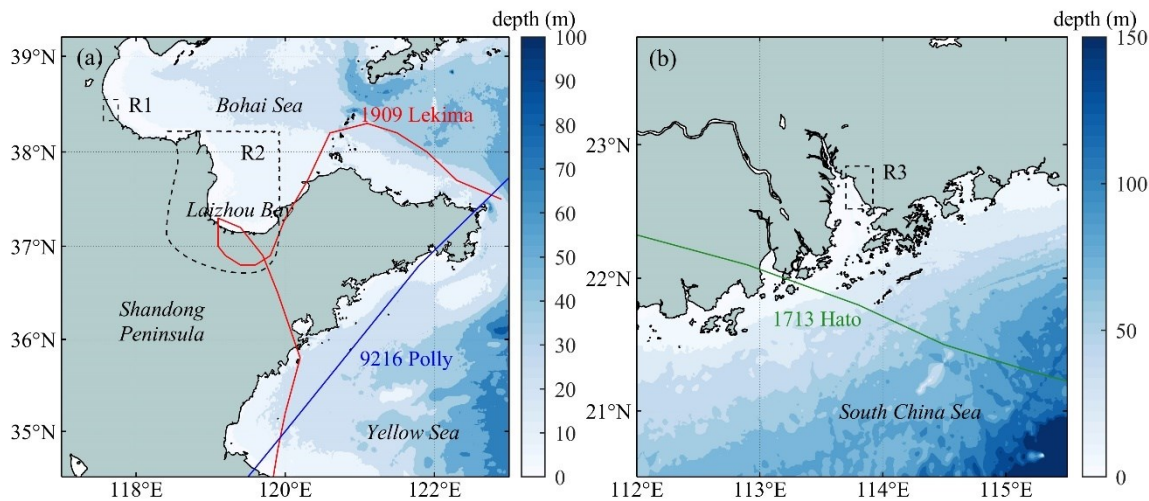 depth (m)
39°N
38°N
37°N
36°N
35°N
118°E
120°E
122°E
(a)
R1
Bohai Sea
1909 Lekima
R2
Laizhou Bay
Shandong
Peninsula
9216 Polly
Yellow Sea
100
90
80
70
60
50
40
30
20
10
0
depth (m)
23°N
22°N
21°N
112°E
113°E
114°E
115°E
(b)
R3
1713 Hato
South China Sea
150
100
50
0